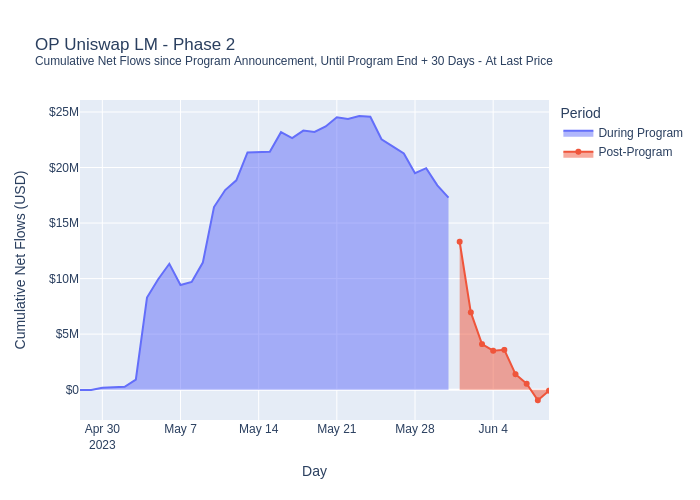 OP Uniswap LM - Phase 2
Cumulative Net Flows since Program Announcement, Until Program End + 30 Days - At Last Price
Period
During Program
Post-Program
Cumulative Net Flows (USD)
$25M
$20M
$15M
$10M
$5M
$0
Apr 30
2023
May 7
May 14
May 21
May 28
Jun 4
Day